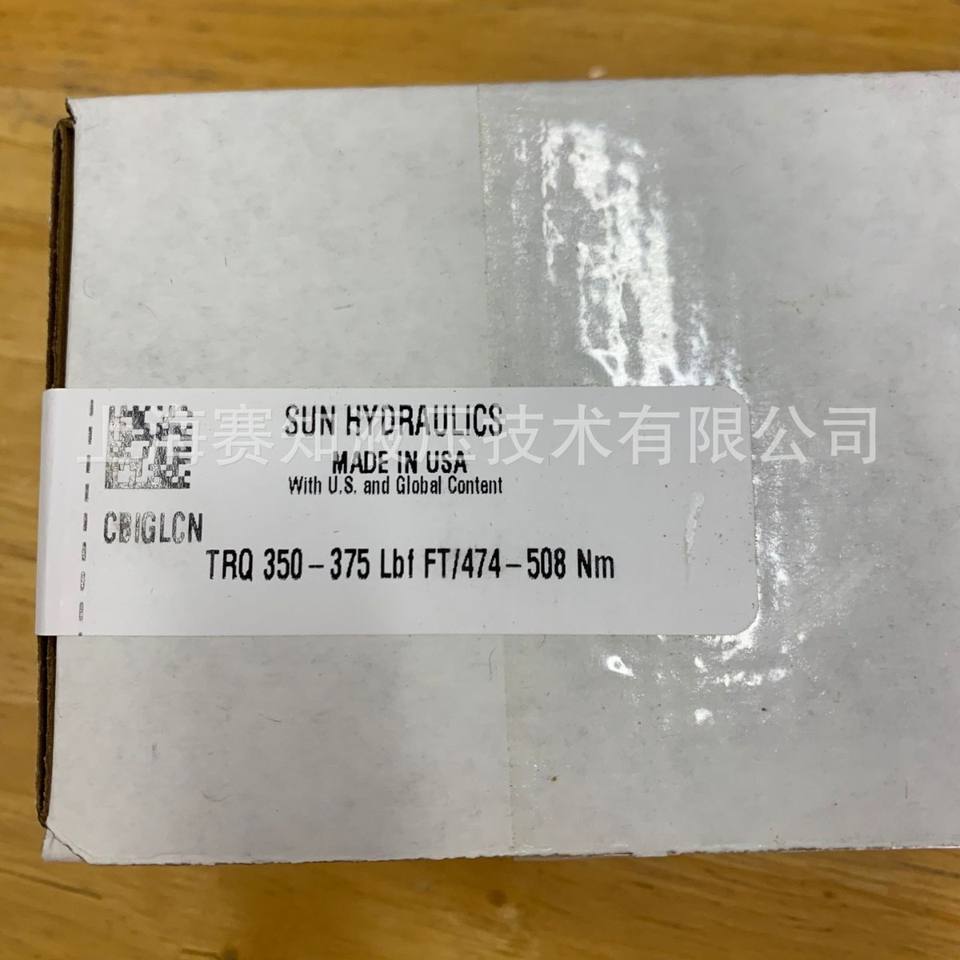 SUN HYDRAULICS
上海赛知液压技术有限公司
MADE IN USA
With U.S. and Global Content
CBIGLCN
TRQ 350-375 Lbf FT/474-508 Nm